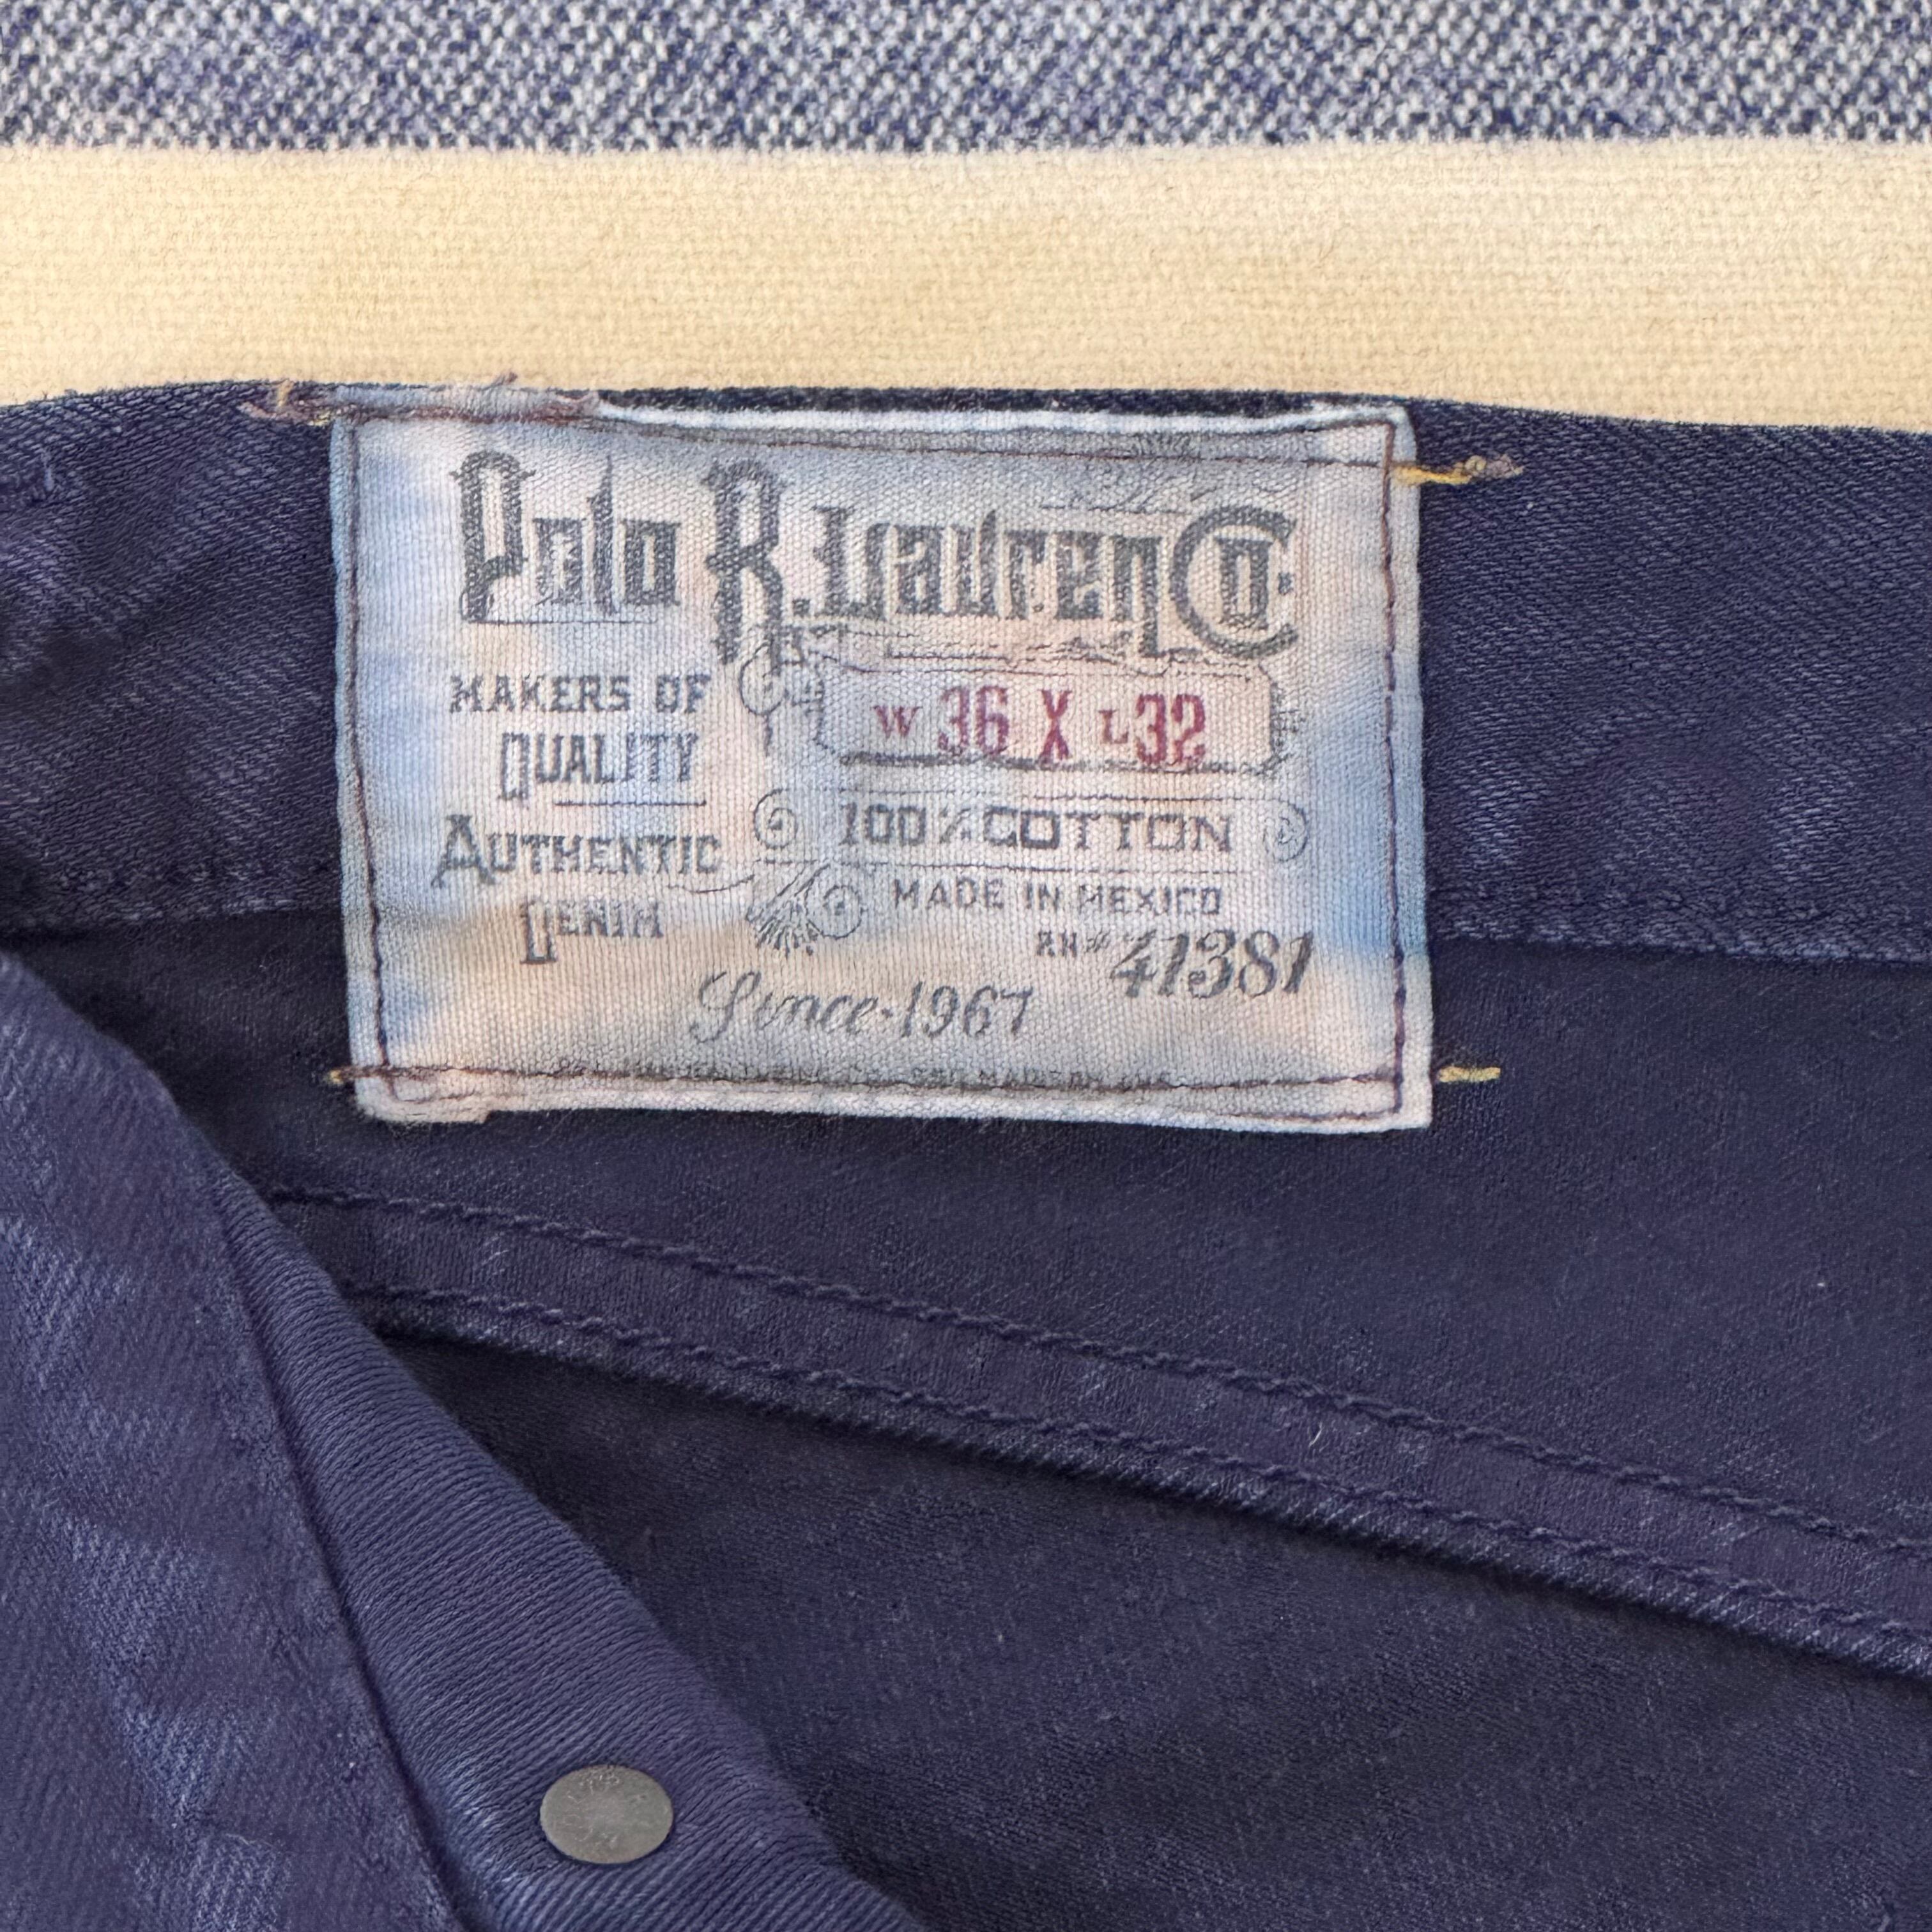 Polo R. Lauren Co.
MAKERS OF
QUALITY
AUTHENTIC
DENIM
W 36 X L 32
100% COTTON
MADE IN MEXICO
RN# 41381
Since 1967